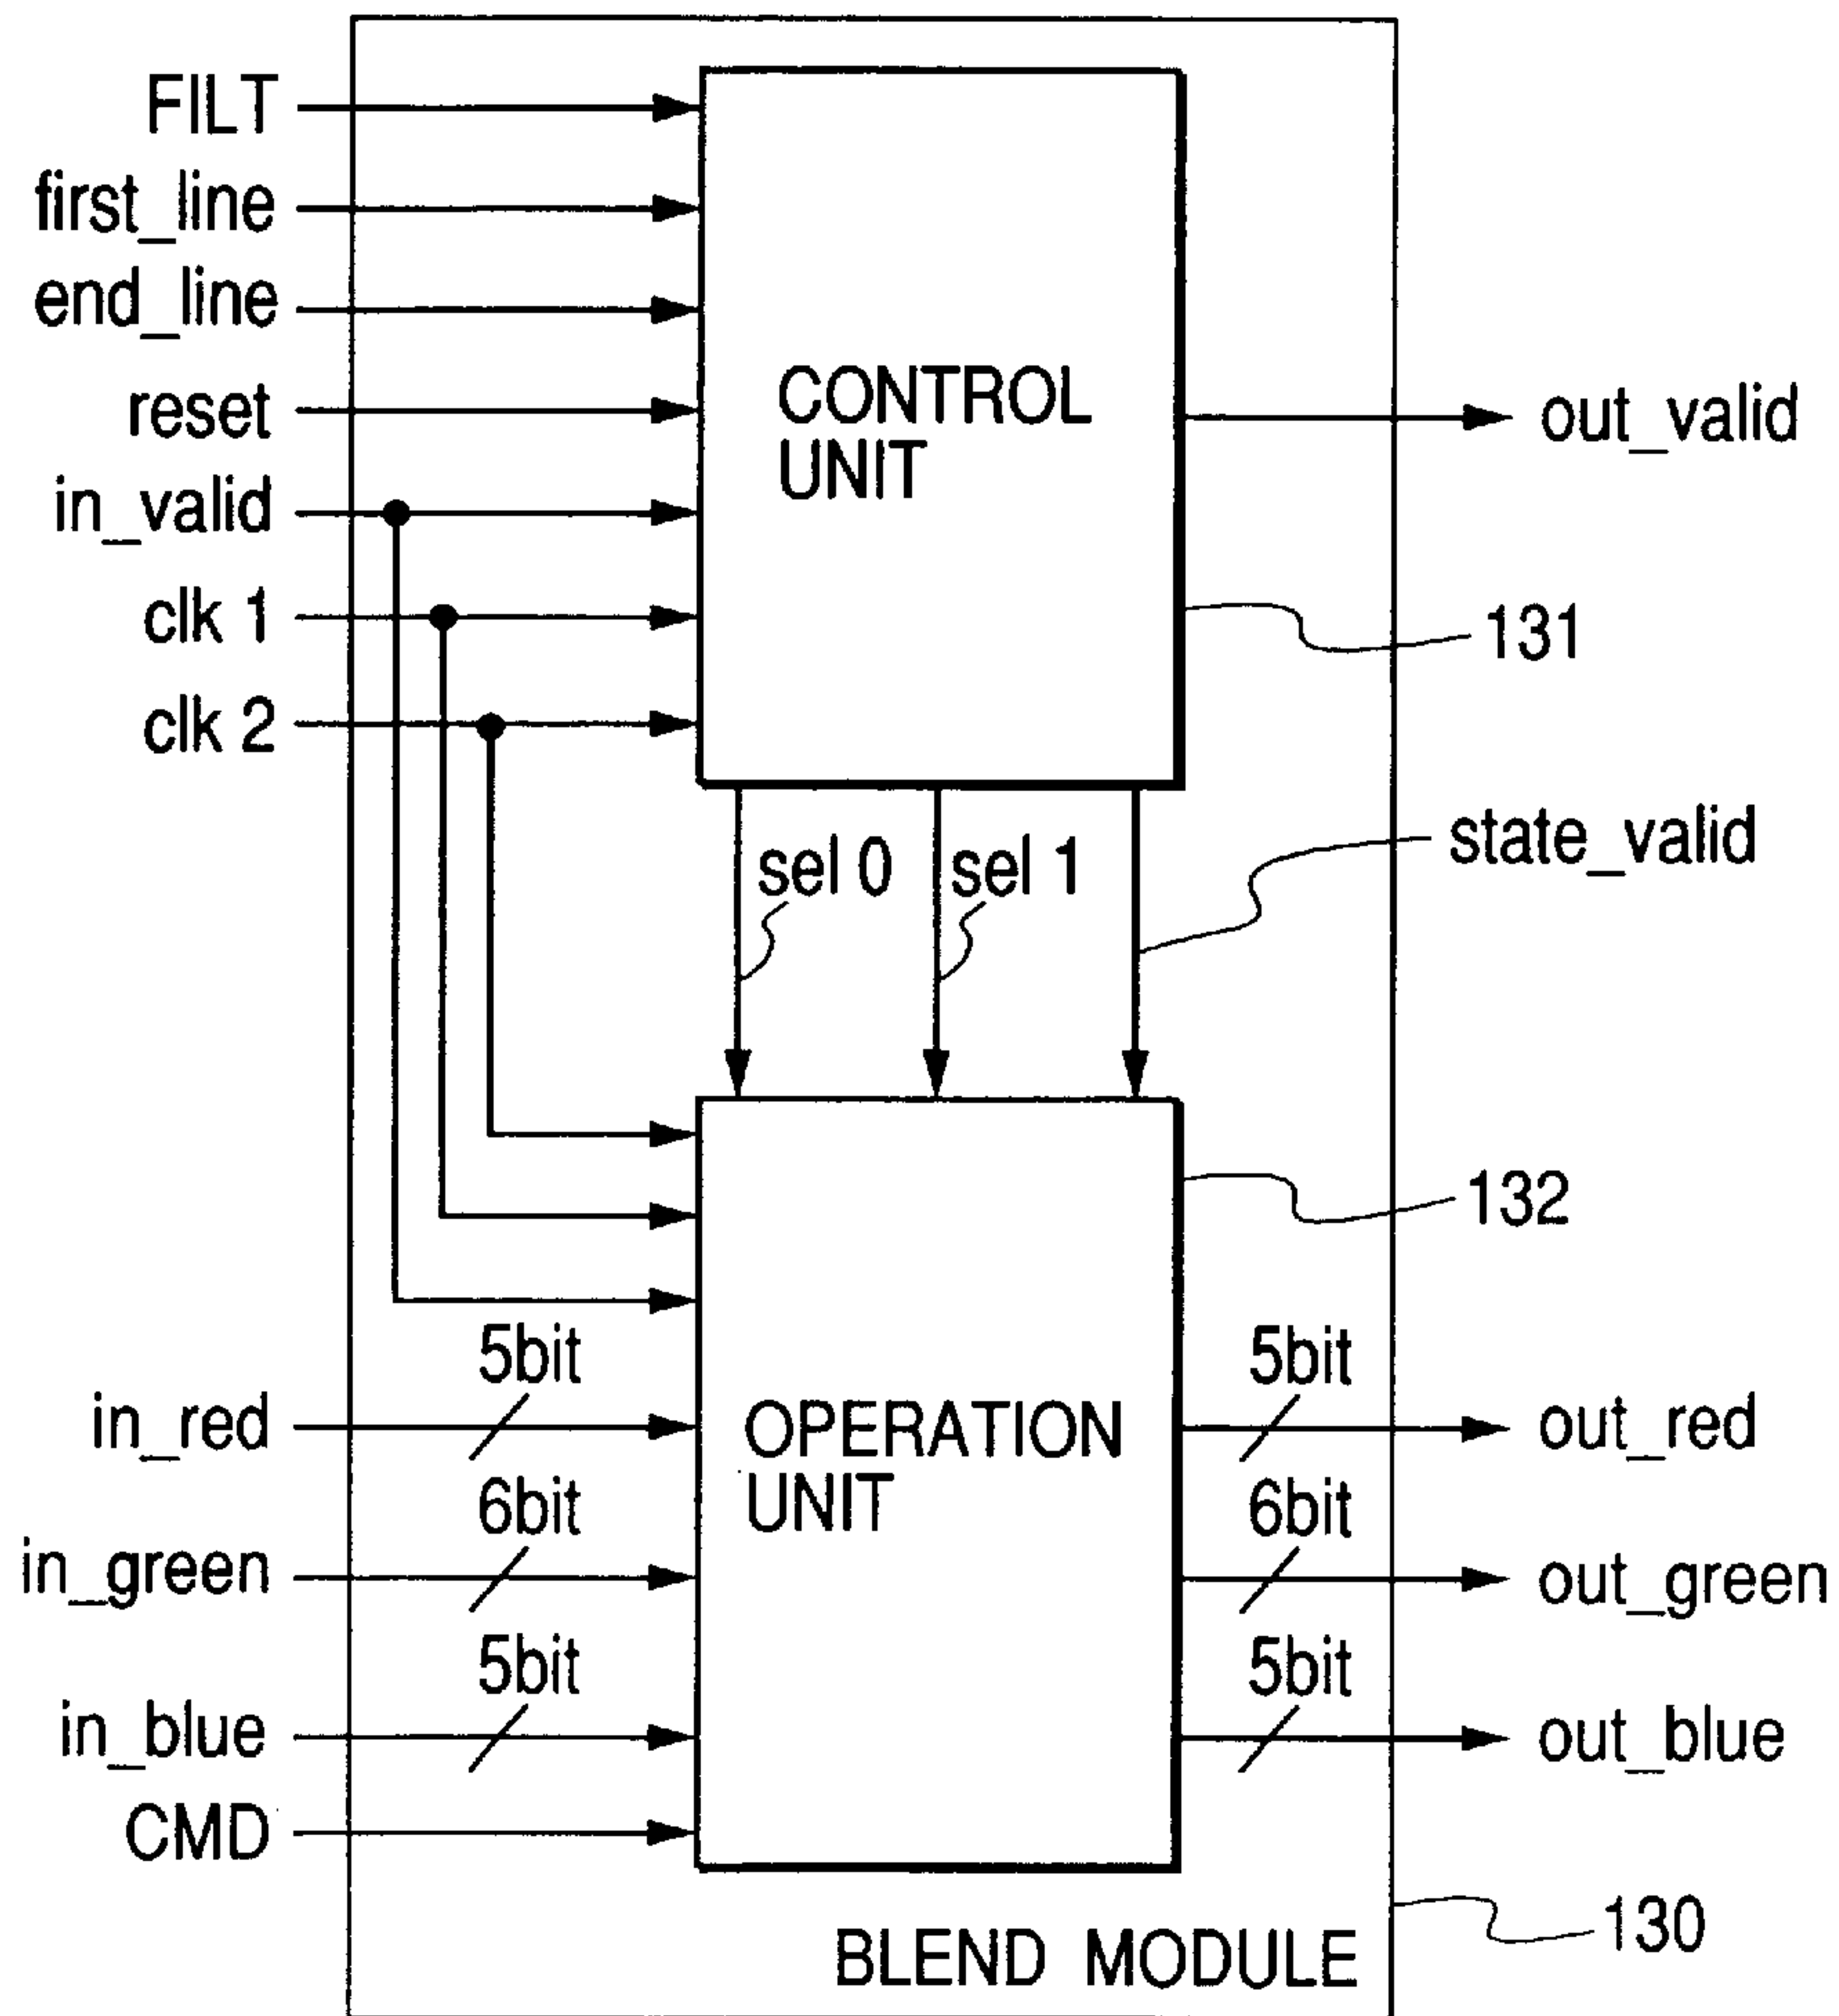 FILT
first_line
end_line
reset
in_valid
clk 1
clk 2
CONTROL
UNIT
out_valid
131
state_valid
sel 0
sel 1
132
in_red
5bit
in_green
6bit
in_blue
5bit
CMD
OPERATION
UNIT
5bit
out_red
6bit
out_green
5bit
out_blue
BLEND MODULE
130